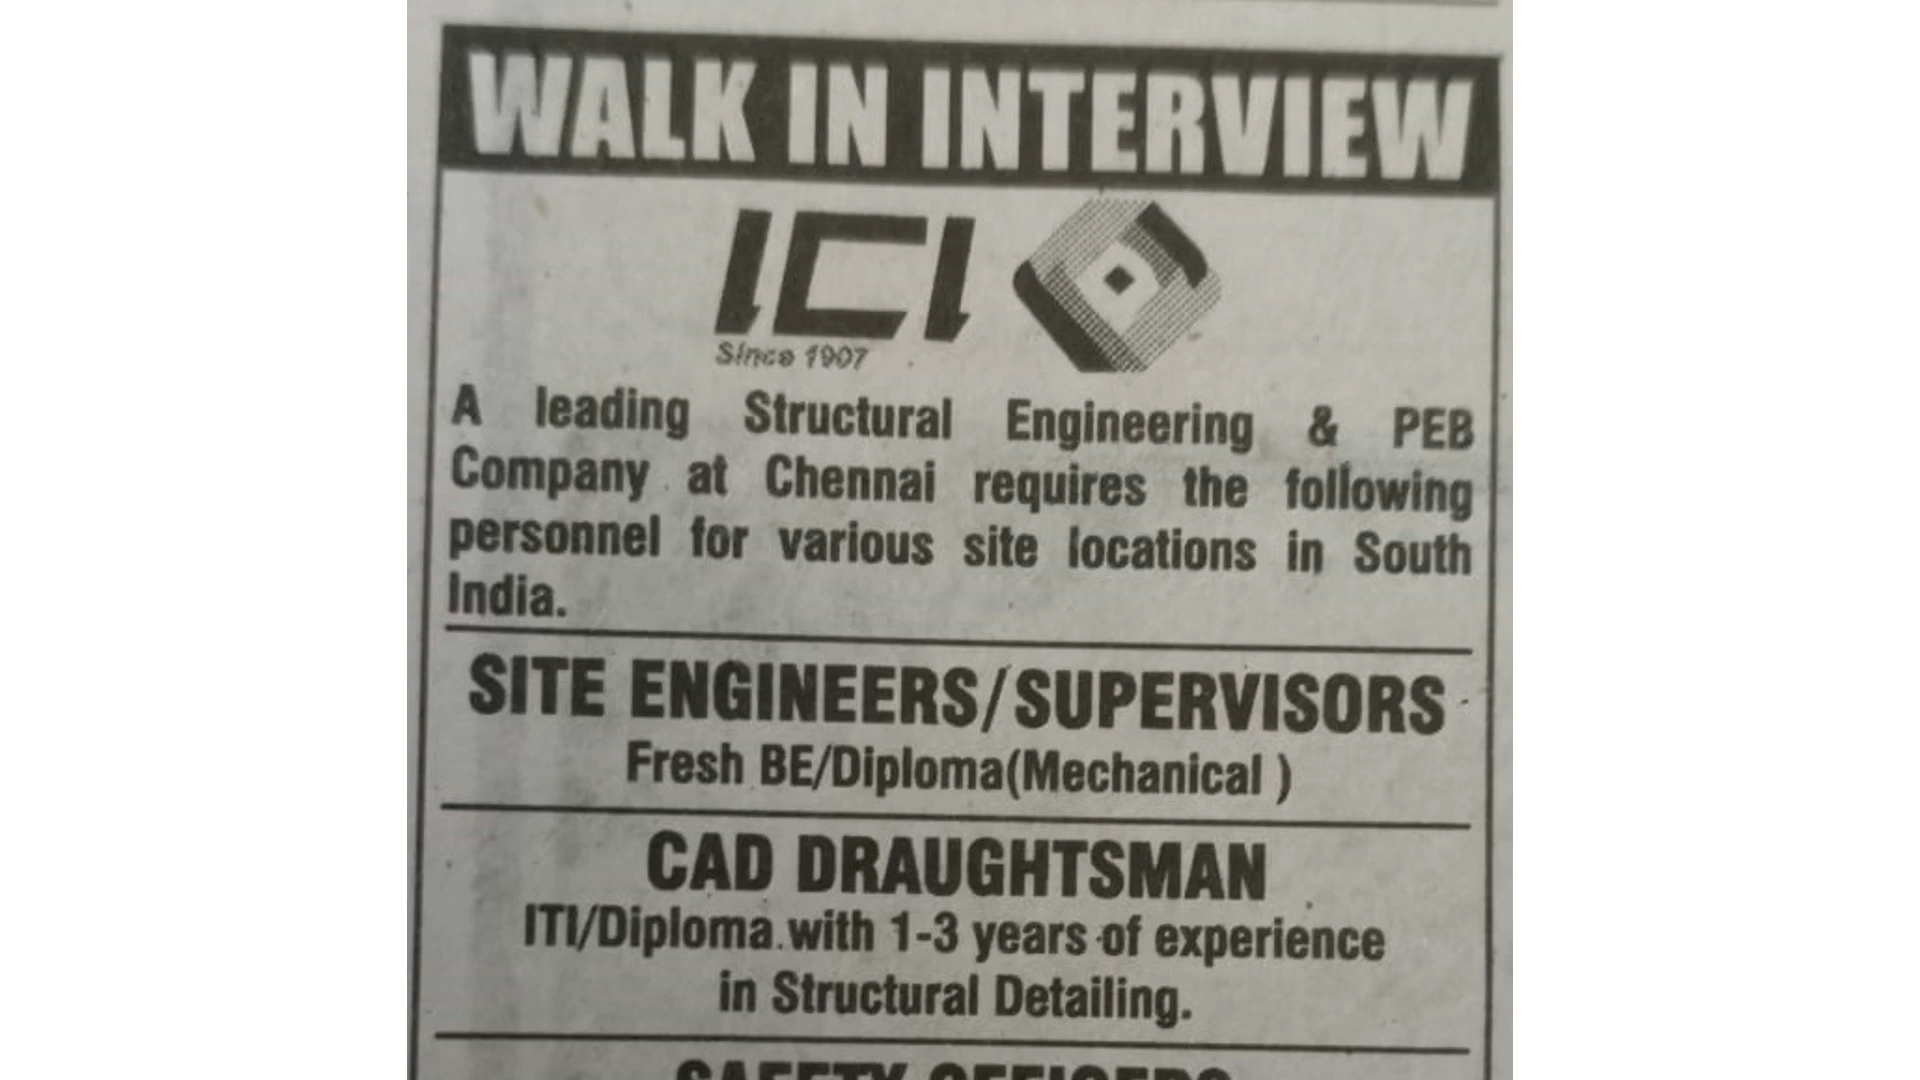 WALK IN INTERVIEW
ICI
Since 1907
A leading Structural Engineering & PEB
Company at Chennai requires the following
personnel for various site locations in South
India.
SITE ENGINEERS/SUPERVISORS
Fresh BE/Diploma(Mechanical )
CAD DRAUGHTSMAN
ITI/Diploma with 1-3 years of experience
in Structural Detailing.
SAFETY OFFICERS